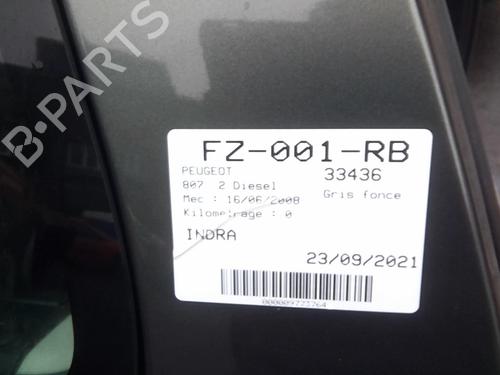 B-PARTS
FZ-001-RB
PEUGEOT 33436
807 2 Diesel Gris fonce
Mec : 16/06/2008
Kilometrage : 0
INDRA
23/09/2021
000009723764